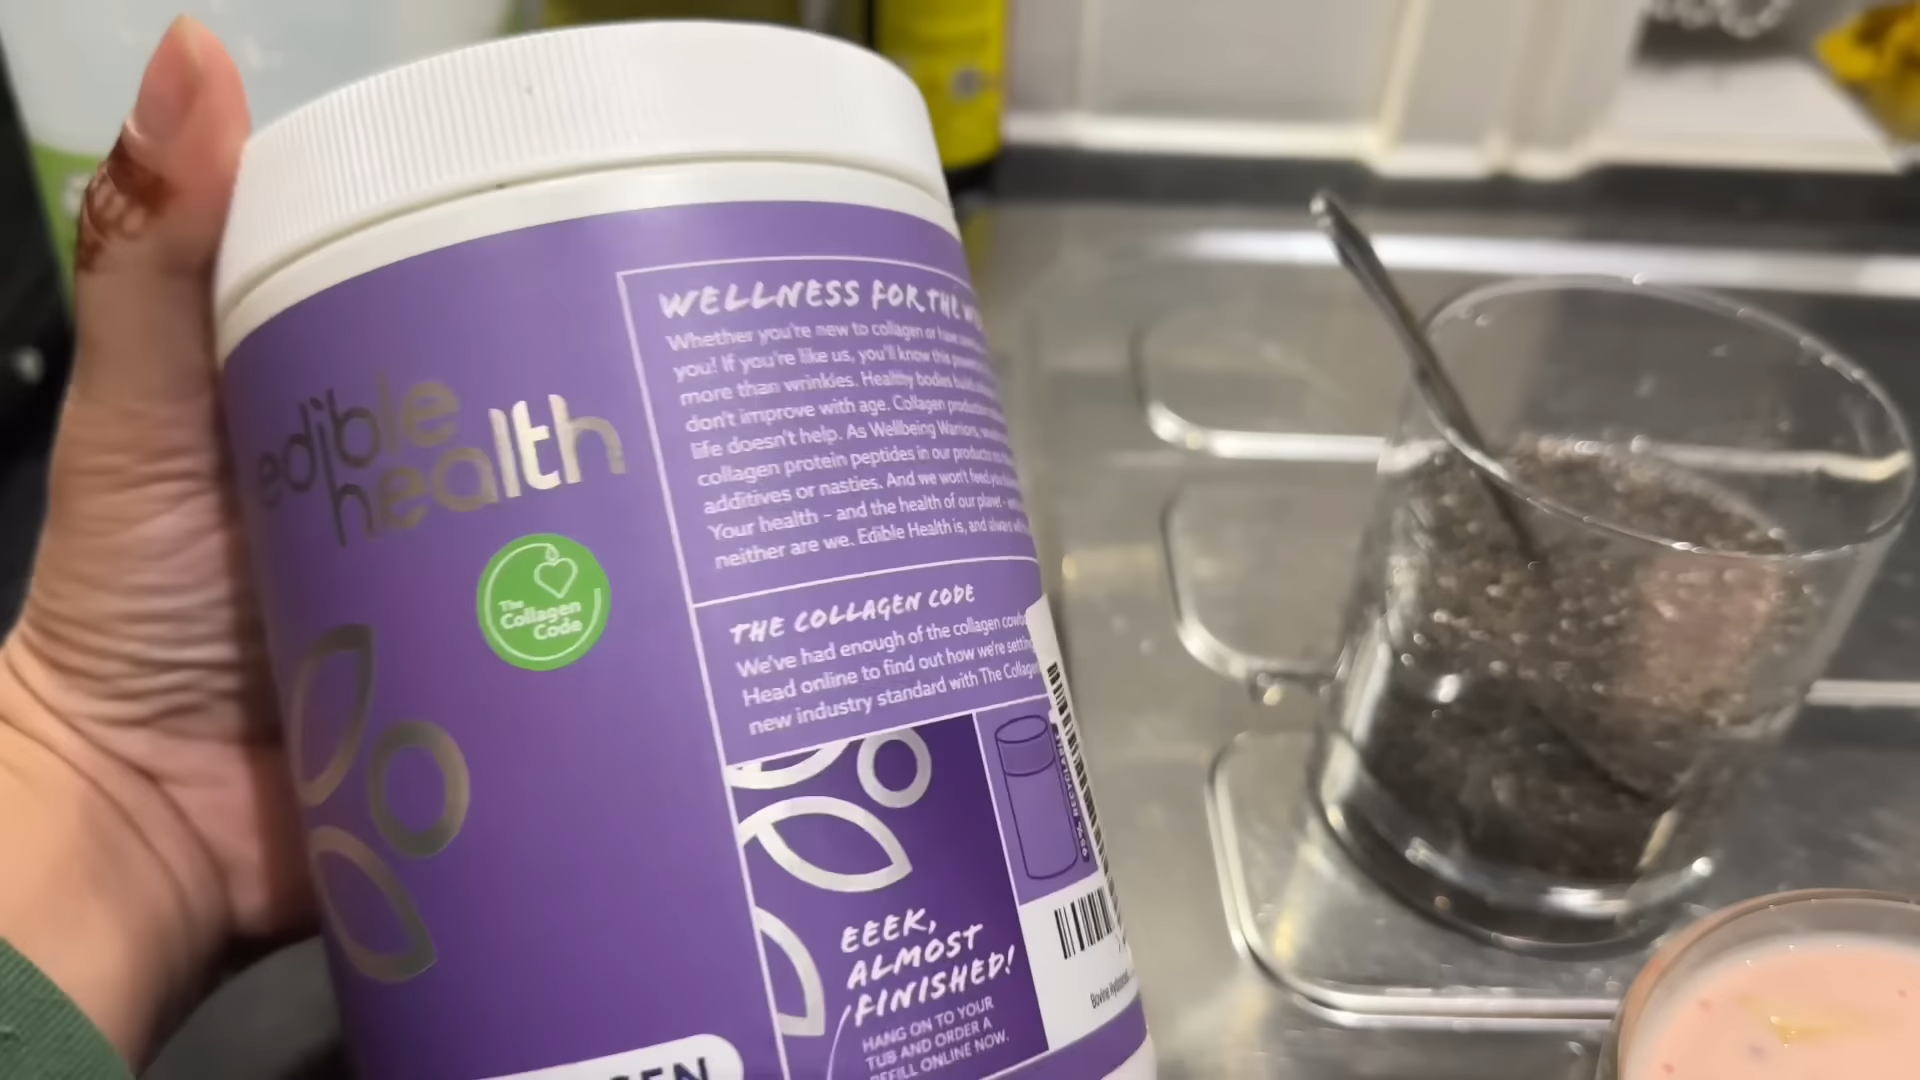 edible
health
The
Collagen
Code
WELLNESS FOR THE
Whether you're new to collagen or have
you! If you're like us, you'll know this
more than wrinkles. Healthy bodies
don't improve with age. Collagen
life doesn't help. As Wellbeing Warriors,
collagen protein peptides in our products
additives or nasties. And we won't feed you
Your health – and the health of our planet –
neither are we. Edible Health is, and always
THE COLLAGEN CODE
We've had enough of the collagen
Head online to find out how we're setting
new industry standard with The Collagen
RECYCLABLE
EEEK,
ALMOST
FINISHED!
HANG ON TO YOUR
TUB AND ORDER A
REFILL ONLINE NOW.
Bovine